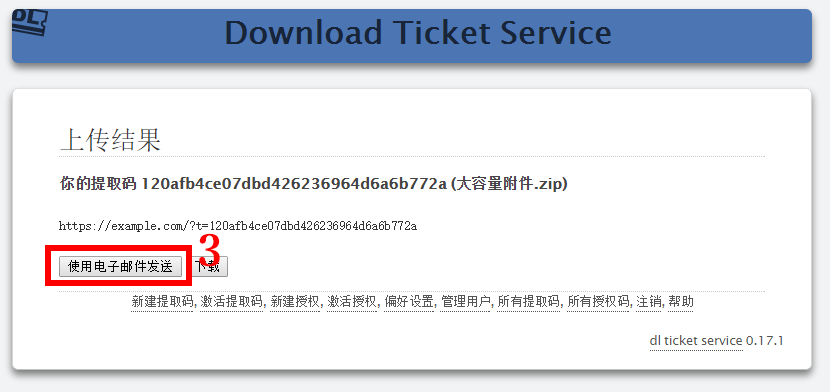 DL
Download Ticket Service
上传结果
你的提取码 120afb4ce07dbd426236964d6a6b772a (大容量附件.zip)
https://example.com/?t=120afb4ce07dbd426236964d6a6b772a
使用电子邮件发送 3 下载
新建提取码, 激活提取码, 新建授权, 激活授权, 偏好设置, 管理用户, 所有提取码, 所有授权码, 注销, 帮助
dl ticket service 0.17.1